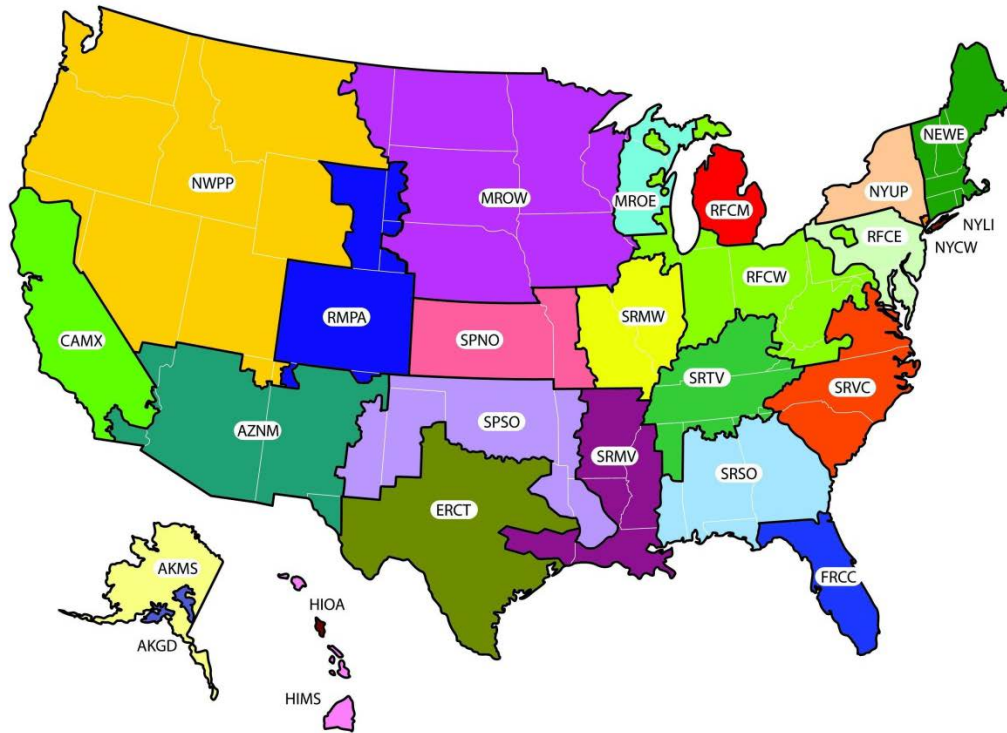 NEWE
NWPP
MROW
MROE
NYUP
RFCM
NYLI
RFCE
NYCW
RFCW
RMPA
SRMW
CAMX
SPNO
SRTV
SRVC
SPSO
AZNM
SRMV
SRSO
ERCT
AKMS
FRCC
HIOA
AKGD
HIMS